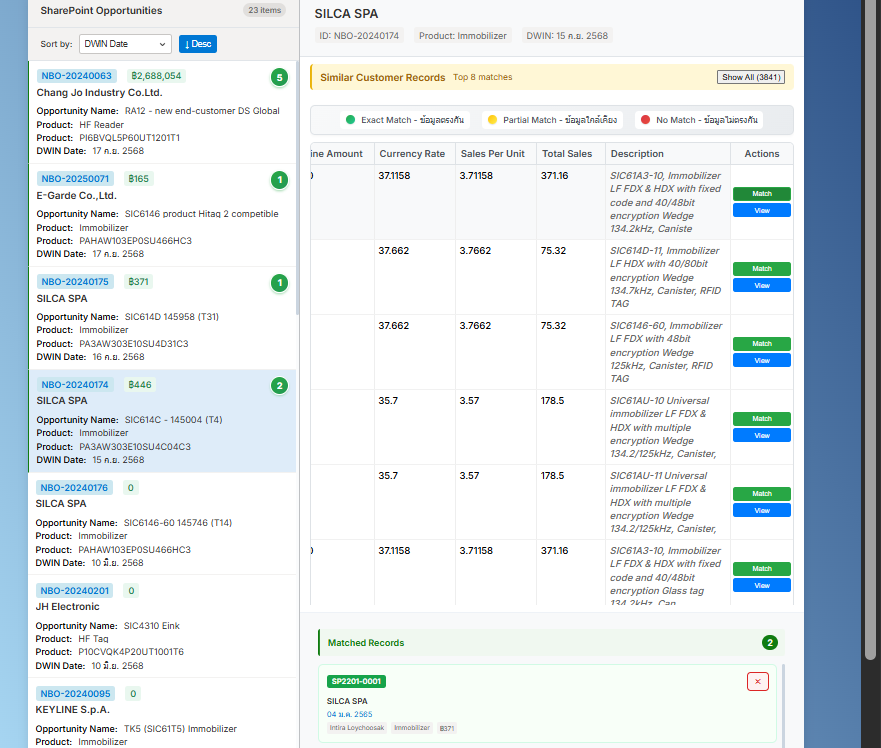 SharePoint Opportunities
23 items
Sort by:
DWIN Date
↓ Desc
NBO-20240063
฿2,688,054
5
Chang Jo Industry Co.Ltd.
Opportunity Name: RA12 - new end-customer DS Global
Product: HF Reader
Product: PI6BVQL5P60UT1201T1
DWIN Date: 17 ก.ย. 2568
NBO-20250071
฿165
1
E-Garde Co.,Ltd.
Opportunity Name: SIC6146 product Hitag 2 competible
Product: Immobilizer
Product: PAHAW103EP0SU466HC3
DWIN Date: 17 ก.ย. 2568
NBO-20240175
฿371
1
SILCA SPA
Opportunity Name: SIC614D 145958 (T31)
Product: Immobilizer
Product: PA3AW303E10SU4D31C3
DWIN Date: 16 ก.ย. 2568
NBO-20240174
฿446
2
SILCA SPA
Opportunity Name: SIC614C - 145004 (T4)
Product: Immobilizer
Product: PA3AW303E10SU4C04C3
DWIN Date: 15 ก.ย. 2568
NBO-20240176
0
SILCA SPA
Opportunity Name: SIC6146-60 145746 (T14)
Product: Immobilizer
Product: PAHAW103EP0SU466HC3
DWIN Date: 10 มิ.ย. 2568
NBO-20240201
0
JH Electronic
Opportunity Name: SIC4310 Eink
Product: HF Tag
Product: P10CVQK4P20UT1001T6
DWIN Date: 10 มิ.ย. 2568
NBO-20240095
0
KEYLINE S.p.A.
Opportunity Name: TK5 (SIC61T5) Immobilizer
Product: Immobilizer
SILCA SPA
ID: NBO-20240174
Product: Immobilizer
DWIN: 15 ก.ย. 2568
Similar Customer Records
Top 8 matches
Show All (3841)
Exact Match - ข้อมูลตรงกัน
Partial Match - ข้อมูลใกล้เคียง
No Match - ข้อมูลไม่ตรงกัน
ine Amount
Currency Rate
Sales Per Unit
Total Sales
Description
Actions
37.1158
3.71158
371.16
SIC61A3-10, Immobilizer
LF FDX & HDX with fixed
code and 40/48bit
encryption Wedge
134.2kHz, Caniste
Match
View
37.662
3.7662
75.32
SIC614D-11, Immobilizer
LF HDX with 40/80bit
encryption Wedge
134.7kHz, Canister, RFID
TAG
Match
View
37.662
3.7662
75.32
SIC6146-60, Immobilizer
LF FDX with 48bit
encryption Wedge
125kHz, Canister, RFID
TAG
Match
View
35.7
3.57
178.5
SIC61AU-10 Universal
immobilizer LF FDX &
HDX with multiple
encryption Wedge
134.2/125kHz, Canister,
Match
View
35.7
3.57
178.5
SIC61AU-11 Universal
immobilizer LF FDX &
HDX with multiple
encryption Wedge
134.2/125kHz, Canister,
Match
View
37.1158
3.71158
371.16
SIC61A3-10, Immobilizer
LF FDX & HDX with fixed
code and 40/48bit
encryption Glass tag
134.2kHz, Can
Match
View
Matched Records
2
SP2201-0001
×
SILCA SPA
04 ม.ค. 2565
Intira Loychoosak
Immobilizer
฿371